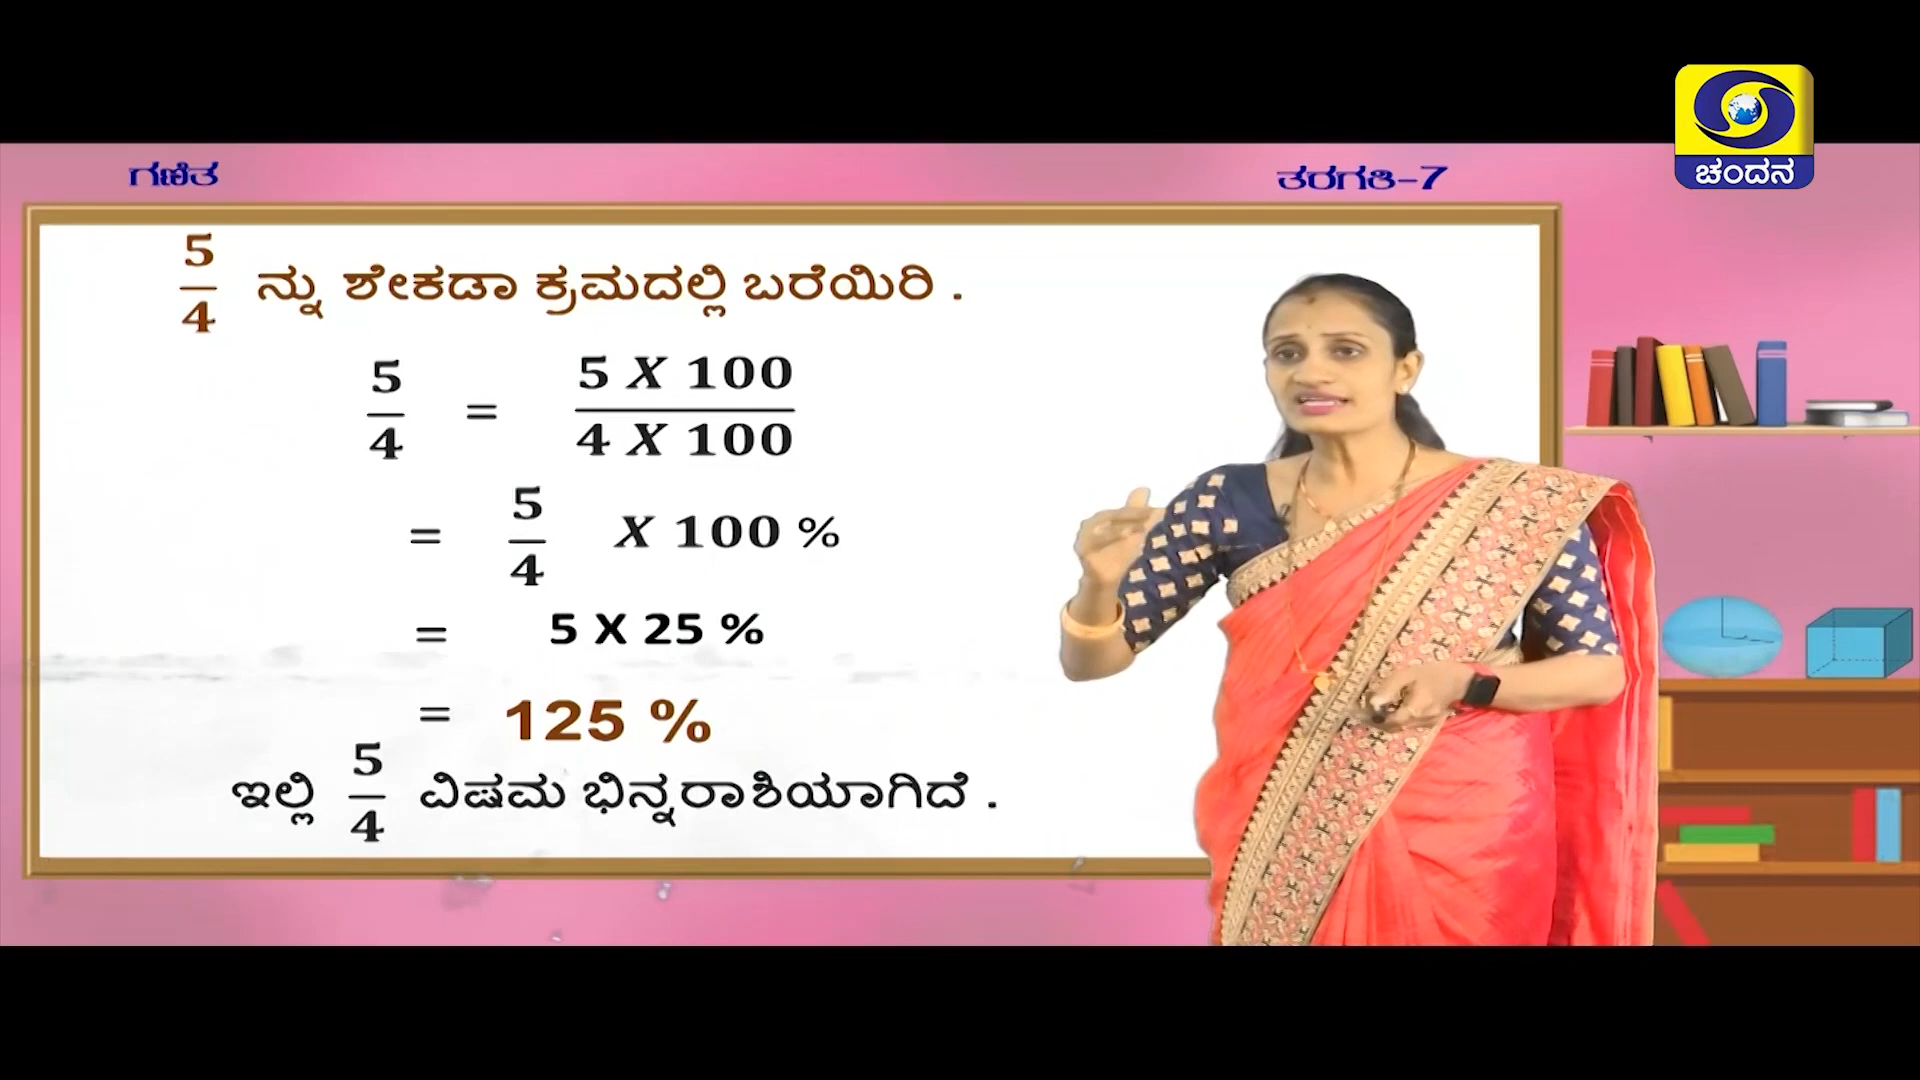 ಚಂದನ
ಗಣಿತ
ತರಗತಿ-7
5/4 ನ್ನು ಶೇಕಡಾ ಕ್ರಮದಲ್ಲಿ ಬರೆಯಿರಿ .
5/4 = 5 X 100 / 4 X 100
= 5/4 X 100 %
= 5 X 25 %
= 125 %
ಇಲ್ಲಿ 5/4 ವಿಷಮ ಭಿನ್ನರಾಶಿಯಾಗಿದೆ .